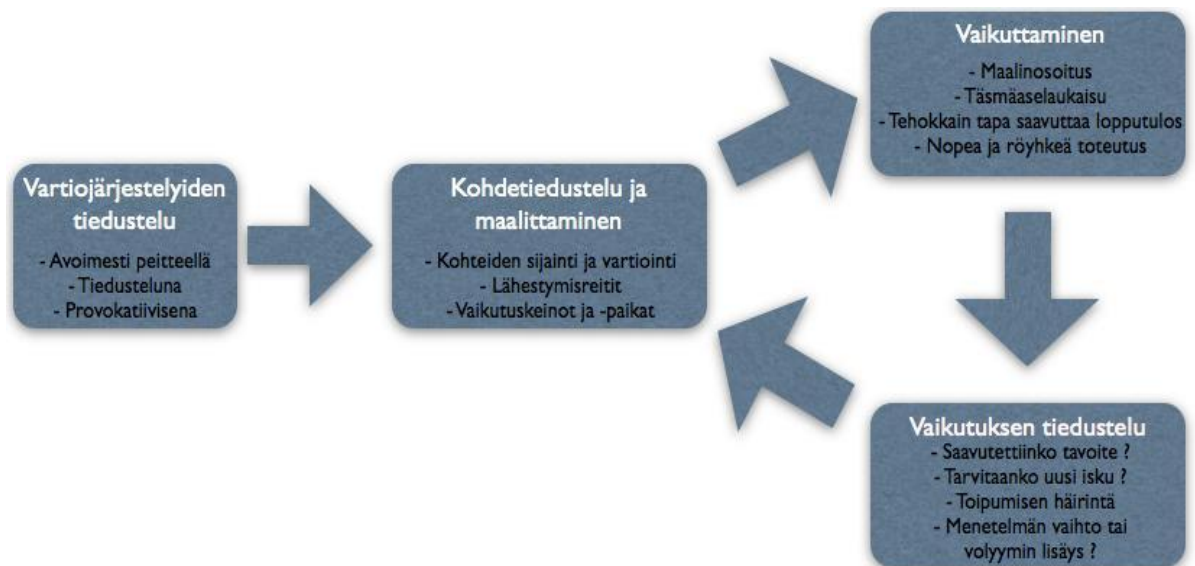 Vartiojärjestelyiden
tiedustelu
- Avoimesti peitteellä
- Tiedusteluna
- Provokatiivisena
Kohdetiedustelu ja
maalittaminen
- Kohteiden sijainti ja vartiointi
- Lähestymisreitit
- Vaikutuskeinot ja -paikat
Vaikuttaminen
- Maalinosoitus
- Täsmäaselaukaisu
- Tehokkain tapa saavuttaa lopputulos
- Nopea ja röyhkeä toteutus
Vaikutuksen tiedustelu
- Saavutettiinko tavoite ?
- Tarvitaanko uusi isku ?
- Toipumisen häirintä
- Menetelmän vaihto tai
volyymin lisäys ?